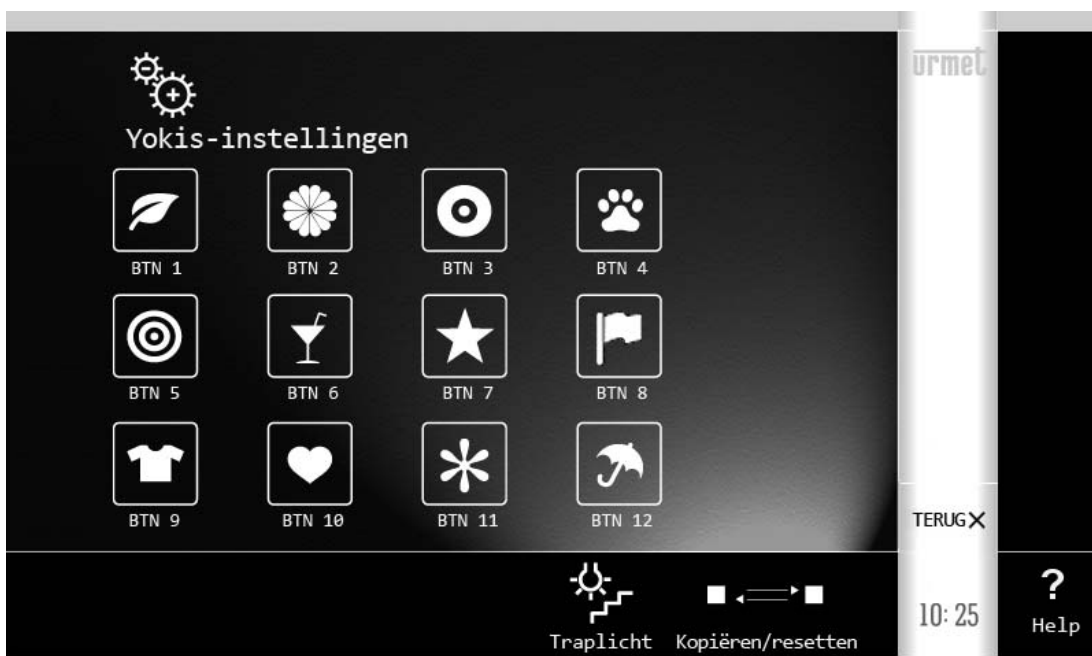 urmet
Yokis-instellingen
BTN 1 BTN 2 BTN 3 BTN 4
BTN 5 BTN 6 BTN 7 BTN 8
BTN 9 BTN 10 BTN 11 BTN 12
TERUG
Traplicht Kopiëren/resetten
10:25
?
Help